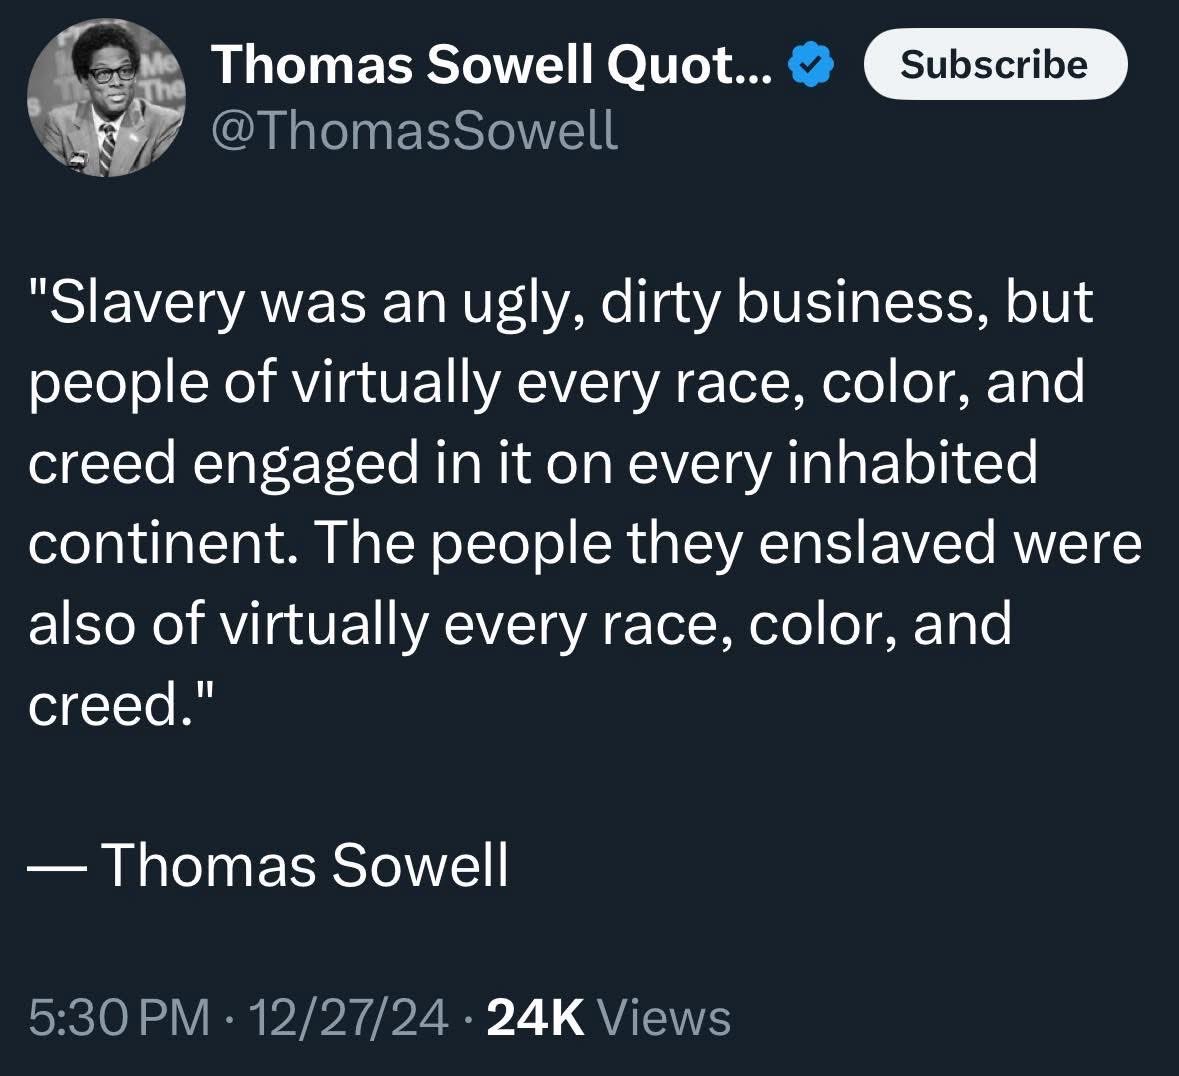 Thomas Sowell Quot...
Subscribe
@ThomasSowell
"Slavery was an ugly, dirty business, but
people of virtually every race, color, and
creed engaged in it on every inhabited
continent. The people they enslaved were
also of virtually every race, color, and
creed."
— Thomas Sowell
5:30 PM · 12/27/24 · 24K Views